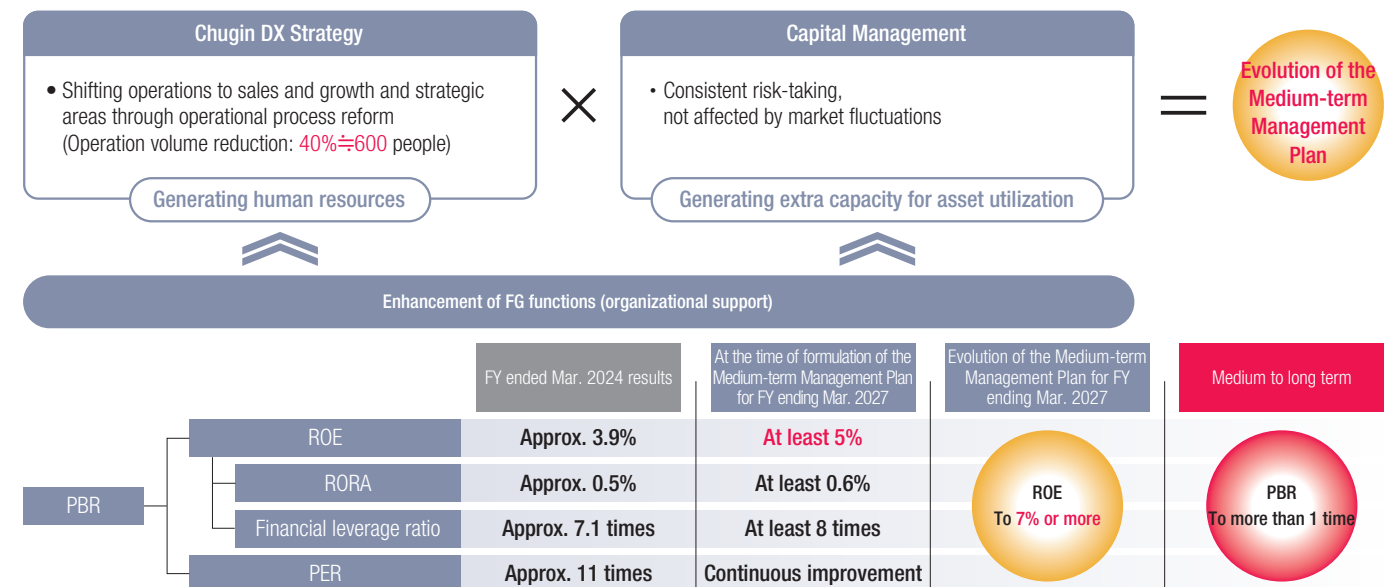 Chugin DX Strategy
• Shifting operations to sales and growth and strategic
areas through operational process reform
(Operation volume reduction: 40%≒600 people)
Generating human resources
×
Capital Management
・Consistent risk-taking,
not affected by market fluctuations
Generating extra capacity for asset utilization
=
Evolution of the
Medium-term
Management
Plan
Enhancement of FG functions (organizational support)
FY ended Mar. 2024 results
At the time of formulation of the
Medium-term Management Plan
for FY ending Mar. 2027
Evolution of the Medium-term
Management Plan for FY
ending Mar. 2027
Medium to long term
PBR
ROE
Approx. 3.9%
At least 5%
RORA
Approx. 0.5%
At least 0.6%
Financial leverage ratio
Approx. 7.1 times
At least 8 times
PER
Approx. 11 times
Continuous improvement
ROE
To 7% or more
PBR
To more than 1 time